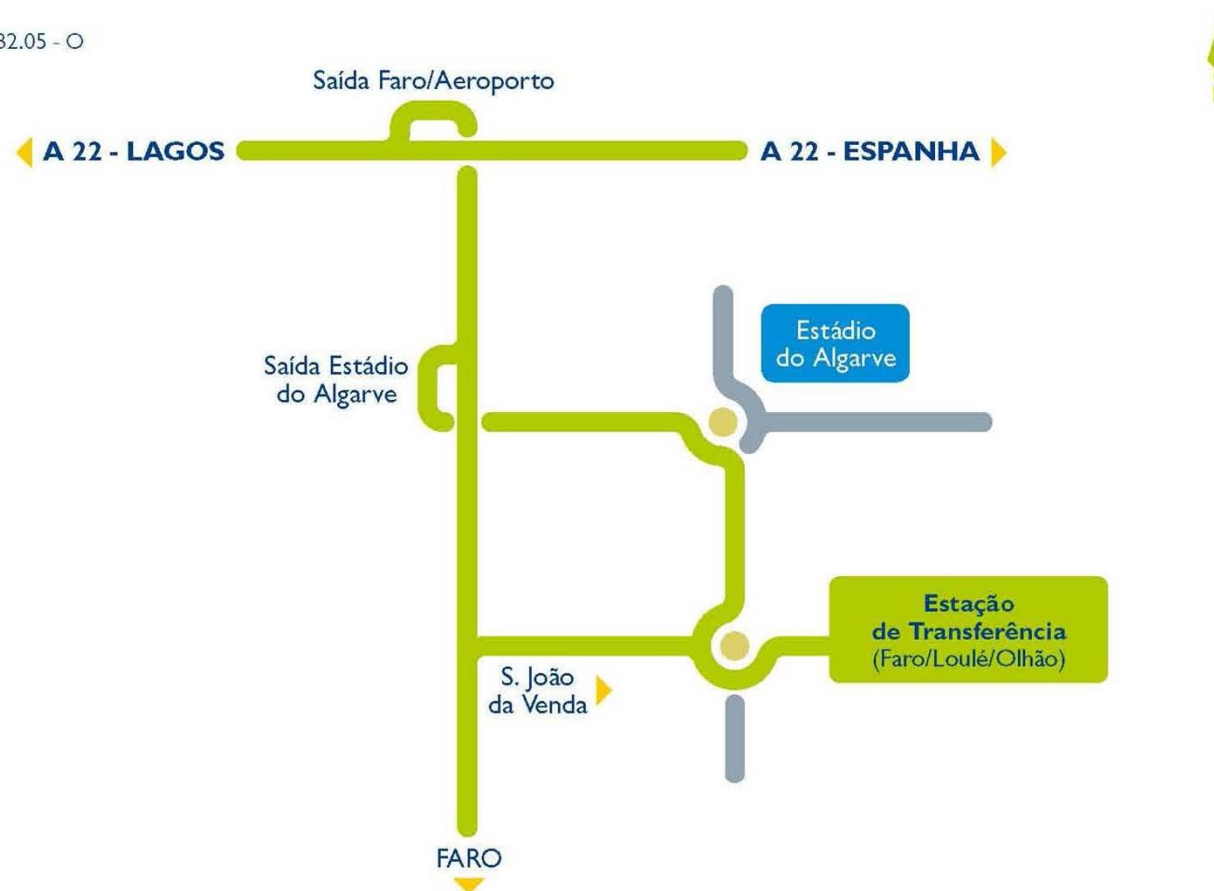 32.05 - O
Saída Faro/Aeroporto
A 22 - LAGOS
A 22 - ESPANHA
Estádio
do Algarve
Saída Estádio
do Algarve
Estação
de Transferência
(Faro/Loulé/Olhão)
S. João
da Venda
FARO